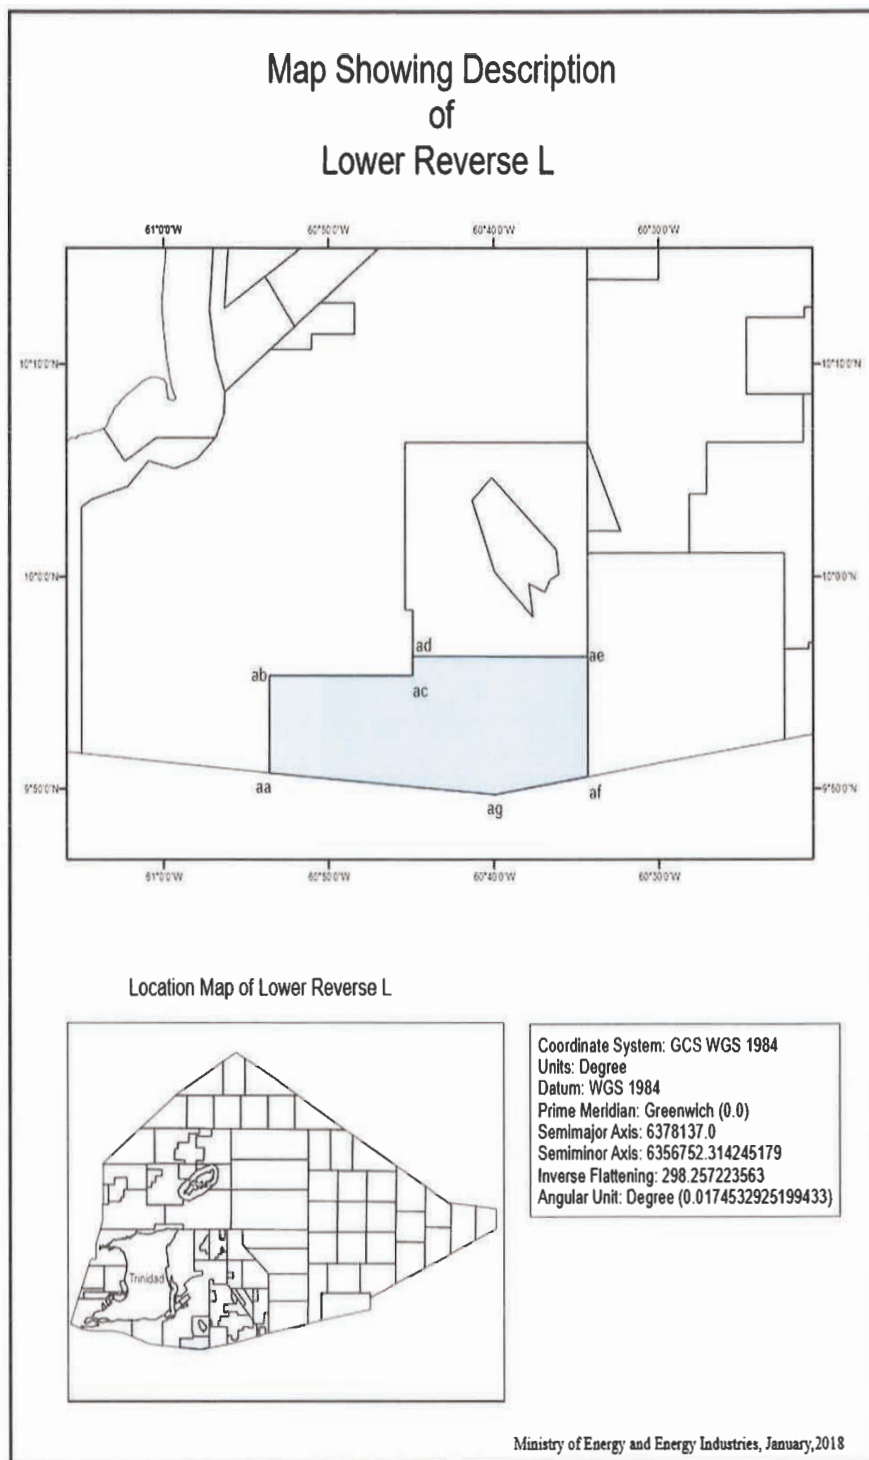 Map Showing Description
of
Lower Reverse L
61°0'0"W 60°50'0"W 60°40'0"W 60°30'0"W
10°10'0"N 10°10'0"N
10°0'0"N 10°0'0"N
ad ae
ab
ac
9°50'0"N 9°50'0"N
aa af
ag
61°0'0"W 60°50'0"W 60°40'0"W 60°30'0"W
Location Map of Lower Reverse L
Trinidad
Coordinate System: GCS WGS 1984
Units: Degree
Datum: WGS 1984
Prime Meridian: Greenwich (0.0)
Semimajor Axis: 6378137.0
Semiminor Axis: 6356752.314245179
Inverse Flattening: 298.257223563
Angular Unit: Degree (0.0174532925199433)
Ministry of Energy and Energy Industries, January,2018